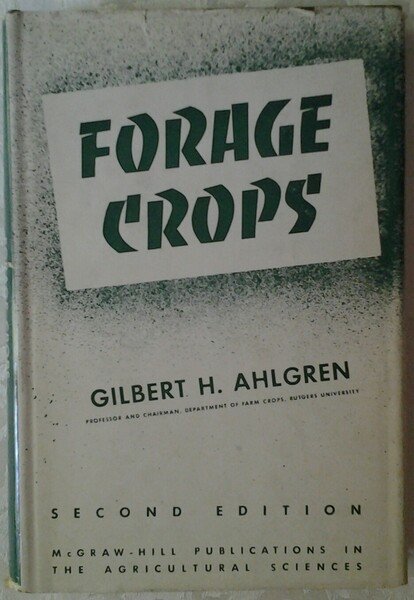 FORAGE
CROPS
GILBERT H. AHLGREN
PROFESSOR AND CHAIRMAN, DEPARTMENT OF FARM CROPS, RUTGERS UNIVERSITY
SECOND EDITION
McGRAW-HILL PUBLICATIONS IN
THE AGRICULTURAL SCIENCES